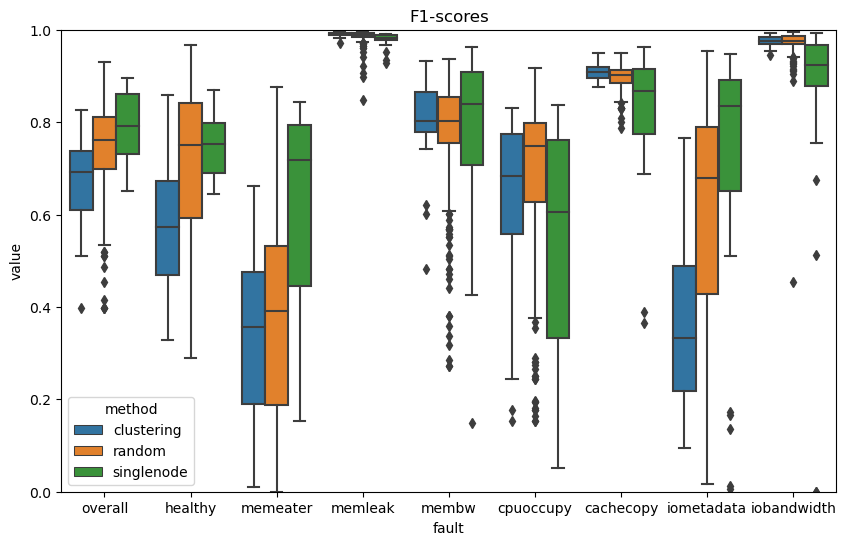 F1-scores
1.0
0.8
0.6
0.4
0.2
0.0
value
method
clustering
random
singlenode
overall healthy memeater memleak membw cpuoccupy cachecopy iometadata iobandwidth
fault